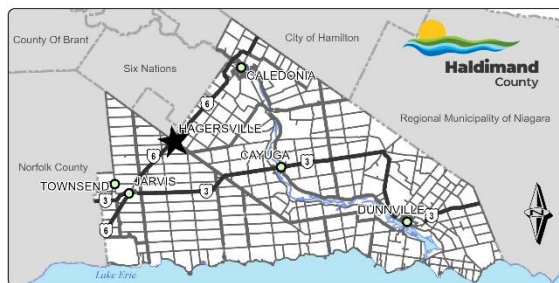 County Of Brant
City of Hamilton
Haldimand
County
Six Nations
CALEDONIA
6
Regional Municipality of Niagara
HAGERSVILLE
6
Norfolk County
CAYUGA
3
TOWNSEND
JARVIS
3
3
DUNNVILLE
3
6
Lake Erie